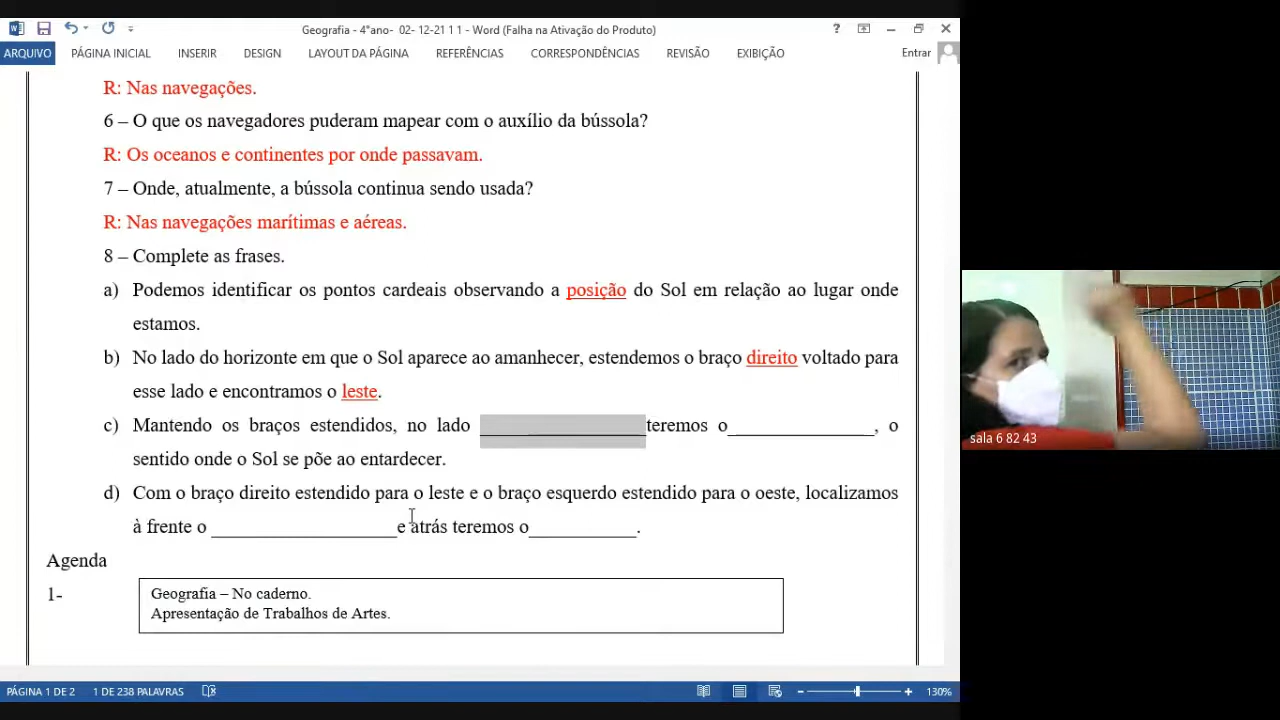 Geografia - 4°ano- 02- 12-21 1 1 - Word (Falha na Ativação do Produto)
ARQUIVO PÁGINA INICIAL INSERIR DESIGN LAYOUT DA PÁGINA REFERÊNCIAS CORRESPONDÊNCIAS REVISÃO EXIBIÇÃO Entrar
R: Nas navegações.
6 – O que os navegadores puderam mapear com o auxílio da bússola?
R: Os oceanos e continentes por onde passavam.
7 – Onde, atualmente, a bússola continua sendo usada?
R: Nas navegações marítimas e aéreas.
8 – Complete as frases.
a) Podemos identificar os pontos cardeais observando a posição do Sol em relação ao lugar onde
estamos.
b) No lado do horizonte em que o Sol aparece ao amanhecer, estendemos o braço direito voltado para
esse lado e encontramos o leste.
c) Mantendo os braços estendidos, no lado _________________teremos o_______________, o
sentido onde o Sol se põe ao entardecer.
d) Com o braço direito estendido para o leste e o braço esquerdo estendido para o oeste, localizamos
à frente o ___________________e atrás teremos o___________.
Agenda
1-
Geografia – No caderno.
Apresentação de Trabalhos de Artes.
sala 6 82 43
PÁGINA 1 DE 2 1 DE 238 PALAVRAS 130%